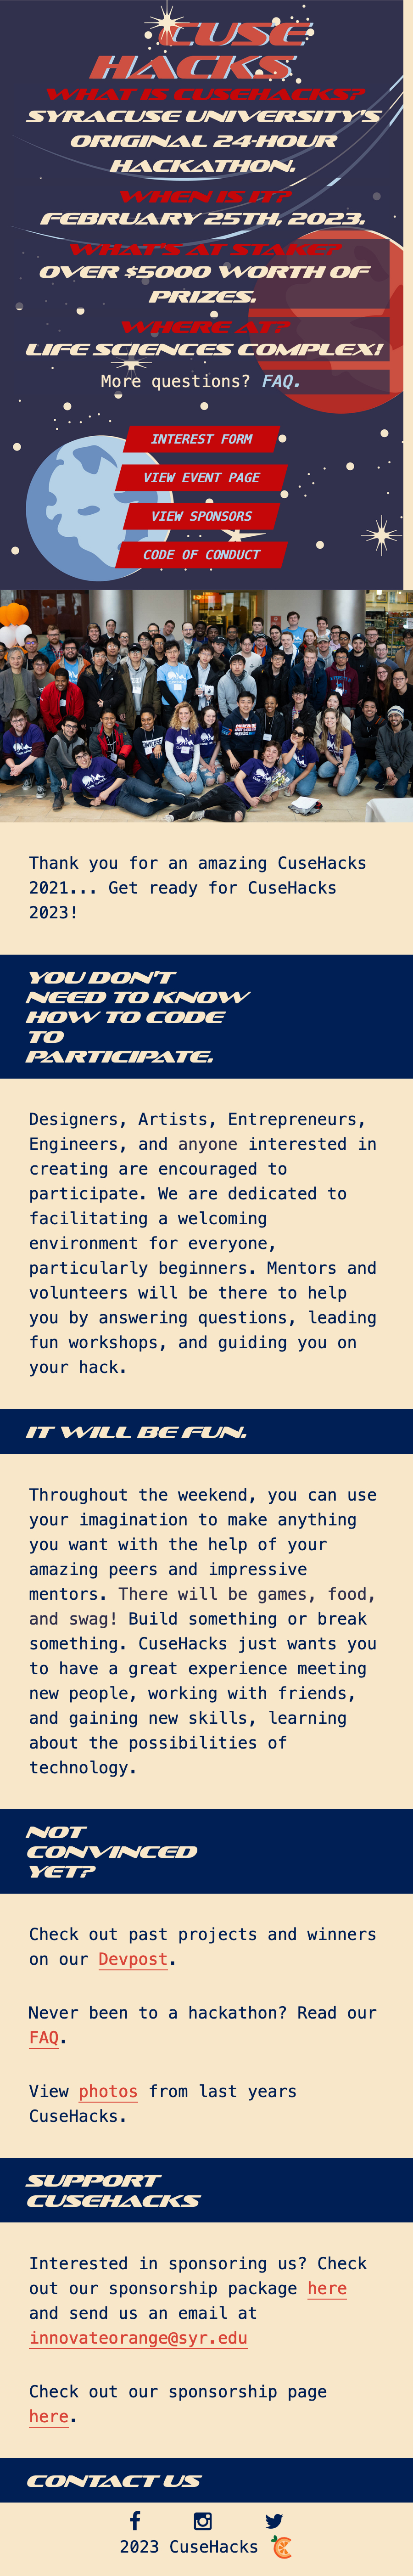 CUSE
HACKS
WHAT IS CUSEHACKS?
SYRACUSE UNIVERSITY'S
ORIGINAL 24-HOUR
HACKATHON.
WHEN IS IT?
FEBRUARY 25TH, 2023.
WHAT'S AT STAKE?
OVER $5000 WORTH OF
PRIZES.
WHERE AT?
LIFE SCIENCES COMPLEX!
More questions? FAQ.
INTEREST FORM
VIEW EVENT PAGE
VIEW SPONSORS
CODE OF CONDUCT
Thank you for an amazing CuseHacks
2021... Get ready for CuseHacks
2023!
YOU DON'T
NEED TO KNOW
HOW TO CODE
TO
PARTICIPATE.
Designers, Artists, Entrepreneurs,
Engineers, and anyone interested in
creating are encouraged to
participate. We are dedicated to
facilitating a welcoming
environment for everyone,
particularly beginners. Mentors and
volunteers will be there to help
you by answering questions, leading
fun workshops, and guiding you on
your hack.
IT WILL BE FUN.
Throughout the weekend, you can use
your imagination to make anything
you want with the help of your
amazing peers and impressive
mentors. There will be games, food,
and swag! Build something or break
something. CuseHacks just wants you
to have a great experience meeting
new people, working with friends,
and gaining new skills, learning
about the possibilities of
technology.
NOT
CONVINCED
YET?
Check out past projects and winners
on our Devpost.
Never been to a hackathon? Read our
FAQ.
View photos from last years
CuseHacks.
SUPPORT
CUSEHACKS
Interested in sponsoring us? Check
out our sponsorship package here
and send us an email at
innovateorange@syr.edu
Check out our sponsorship page
here.
CONTACT US
2023 CuseHacks